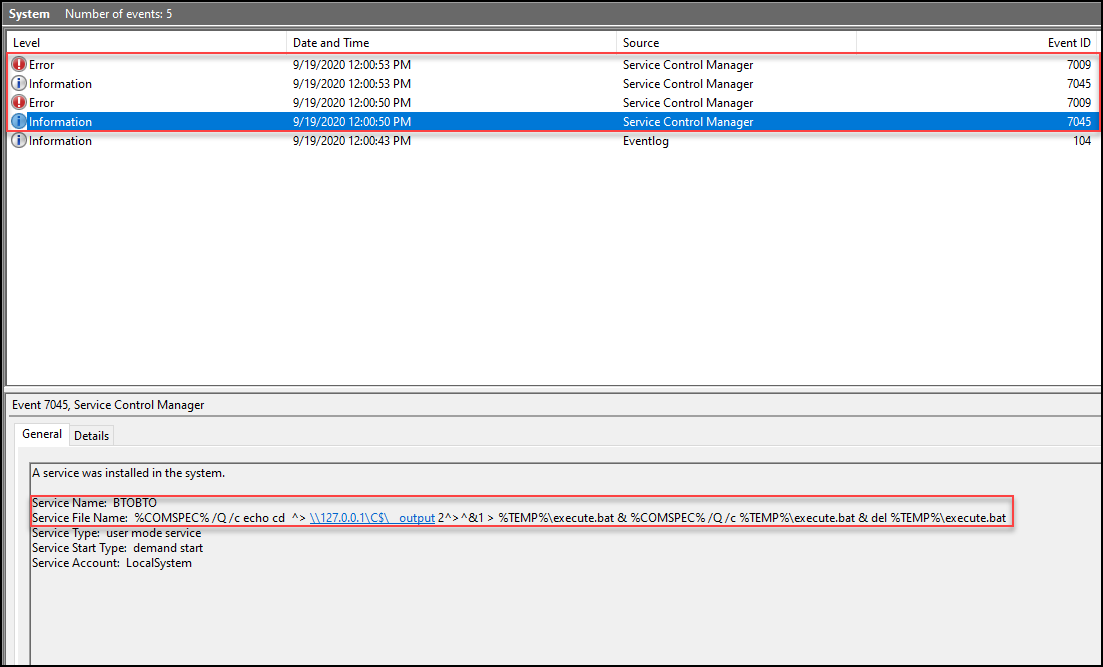 System Number of events: 5
Level Date and Time Source Event ID
Error 9/19/2020 12:00:53 PM Service Control Manager 7009
Information 9/19/2020 12:00:53 PM Service Control Manager 7045
Error 9/19/2020 12:00:50 PM Service Control Manager 7009
Information 9/19/2020 12:00:50 PM Service Control Manager 7045
Information 9/19/2020 12:00:43 PM Eventlog 104
Event 7045, Service Control Manager
General Details
A service was installed in the system.
Service Name: BTOBTO
Service File Name: %COMSPEC% /Q /c echo cd ^> \\127.0.0.1\C$\__output 2^>^&1 > %TEMP%\execute.bat & %COMSPEC% /Q /c %TEMP%\execute.bat & del %TEMP%\execute.bat
Service Type: user mode service
Service Start Type: demand start
Service Account: LocalSystem